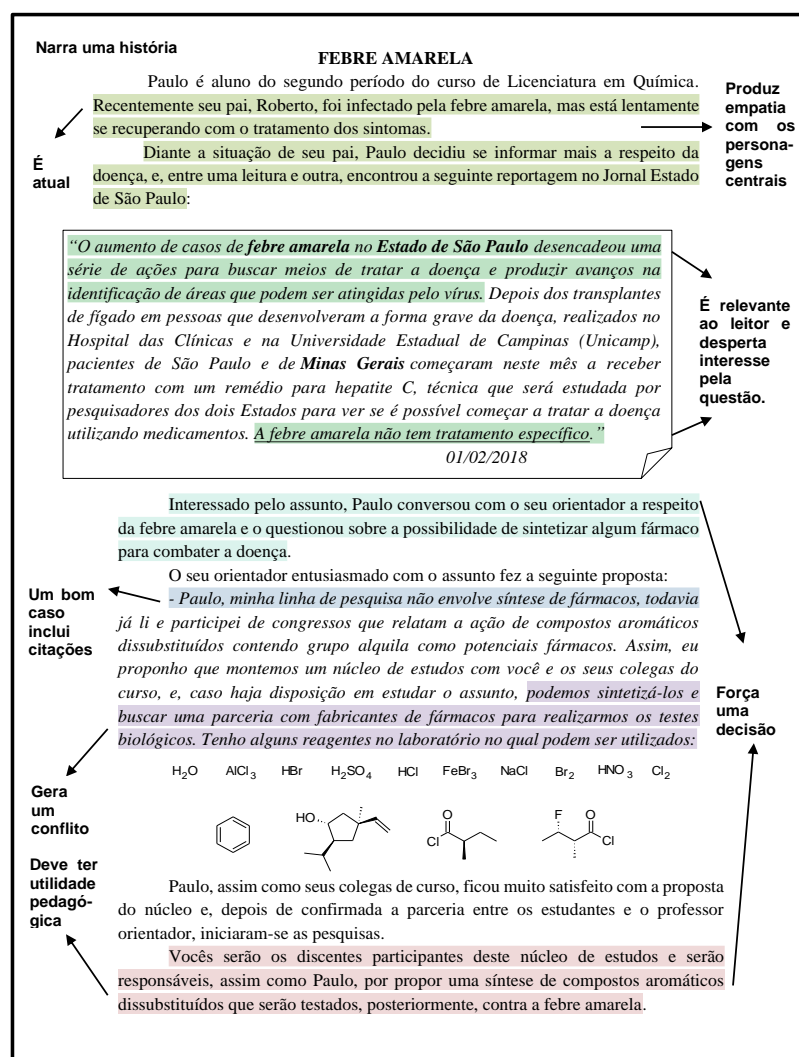 Narra uma história
FEBRE AMARELA
Paulo é aluno do segundo período do curso de Licenciatura em Química.
Recentemente seu pai, Roberto, foi infectado pela febre amarela, mas está lentamente
se recuperando com o tratamento dos sintomas.
Diante a situação de seu pai, Paulo decidiu se informar mais a respeito da
doença, e, entre uma leitura e outra, encontrou a seguinte reportagem no Jornal Estado
de São Paulo:
É
atual
Produz
empatia
com os
persona-
gens
centrais
“O aumento de casos de febre amarela no Estado de São Paulo desencadeou uma
série de ações para buscar meios de tratar a doença e produzir avanços na
identificação de áreas que podem ser atingidas pelo vírus. Depois dos transplantes
de fígado em pessoas que desenvolveram a forma grave da doença, realizados no
Hospital das Clínicas e na Universidade Estadual de Campinas (Unicamp),
pacientes de São Paulo e de Minas Gerais começaram neste mês a receber
tratamento com um remédio para hepatite C, técnica que será estudada por
pesquisadores dos dois Estados para ver se é possível começar a tratar a doença
utilizando medicamentos. A febre amarela não tem tratamento específico.”
01/02/2018
É relevante
ao leitor e
desperta
interesse
pela
questão.
Interessado pelo assunto, Paulo conversou com o seu orientador a respeito
da febre amarela e o questionou sobre a possibilidade de sintetizar algum fármaco
para combater a doença.
O seu orientador entusiasmado com o assunto fez a seguinte proposta:
- Paulo, minha linha de pesquisa não envolve síntese de fármacos, todavia
já li e participei de congressos que relatam a ação de compostos aromáticos
dissubstituídos contendo grupo alquila como potenciais fármacos. Assim, eu
proponho que montemos um núcleo de estudos com você e os seus colegas do
curso, e, caso haja disposição em estudar o assunto, podemos sintetizá-los e
buscar uma parceria com fabricantes de fármacos para realizarmos os testes
biológicos. Tenho alguns reagentes no laboratório no qual podem ser utilizados:
Um bom
caso
inclui
citações
Força
uma
decisão
H2O AlCl3 HBr H2SO4 HCl FeBr3 NaCl Br2 HNO3 Cl2
HO
O
Cl
F O
Cl
Gera
um
conflito
Deve ter
utilidade
pedagó-
gica
Paulo, assim como seus colegas de curso, ficou muito satisfeito com a proposta
do núcleo e, depois de confirmada a parceria entre os estudantes e o professor
orientador, iniciaram-se as pesquisas.
Vocês serão os discentes participantes deste núcleo de estudos e serão
responsáveis, assim como Paulo, por propor uma síntese de compostos aromáticos
dissubstituídos que serão testados, posteriormente, contra a febre amarela.